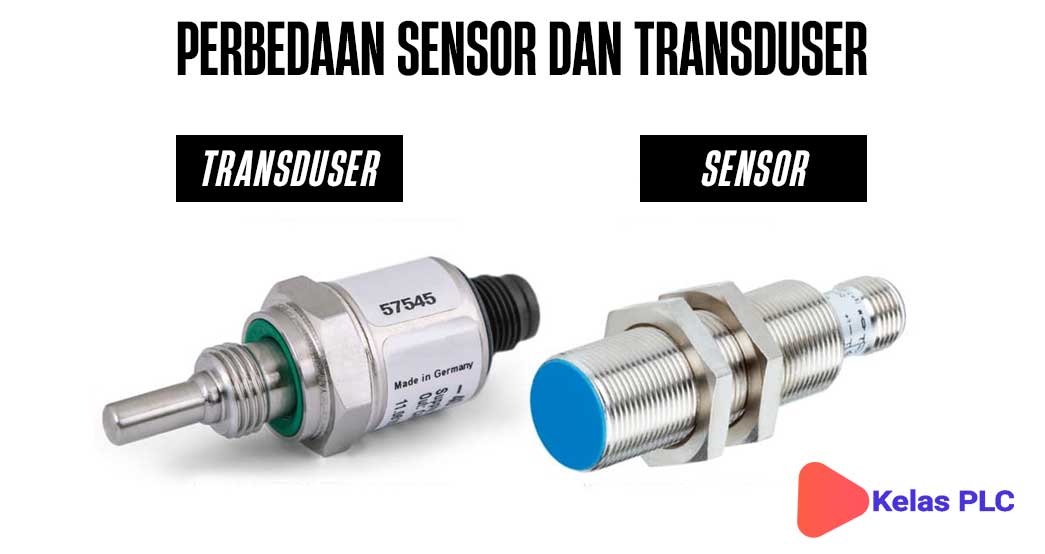 PERBEDAAN SENSOR DAN TRANSDUSER
TRANSDUSER
SENSOR
57545
Made in Germany
Kelas PLC